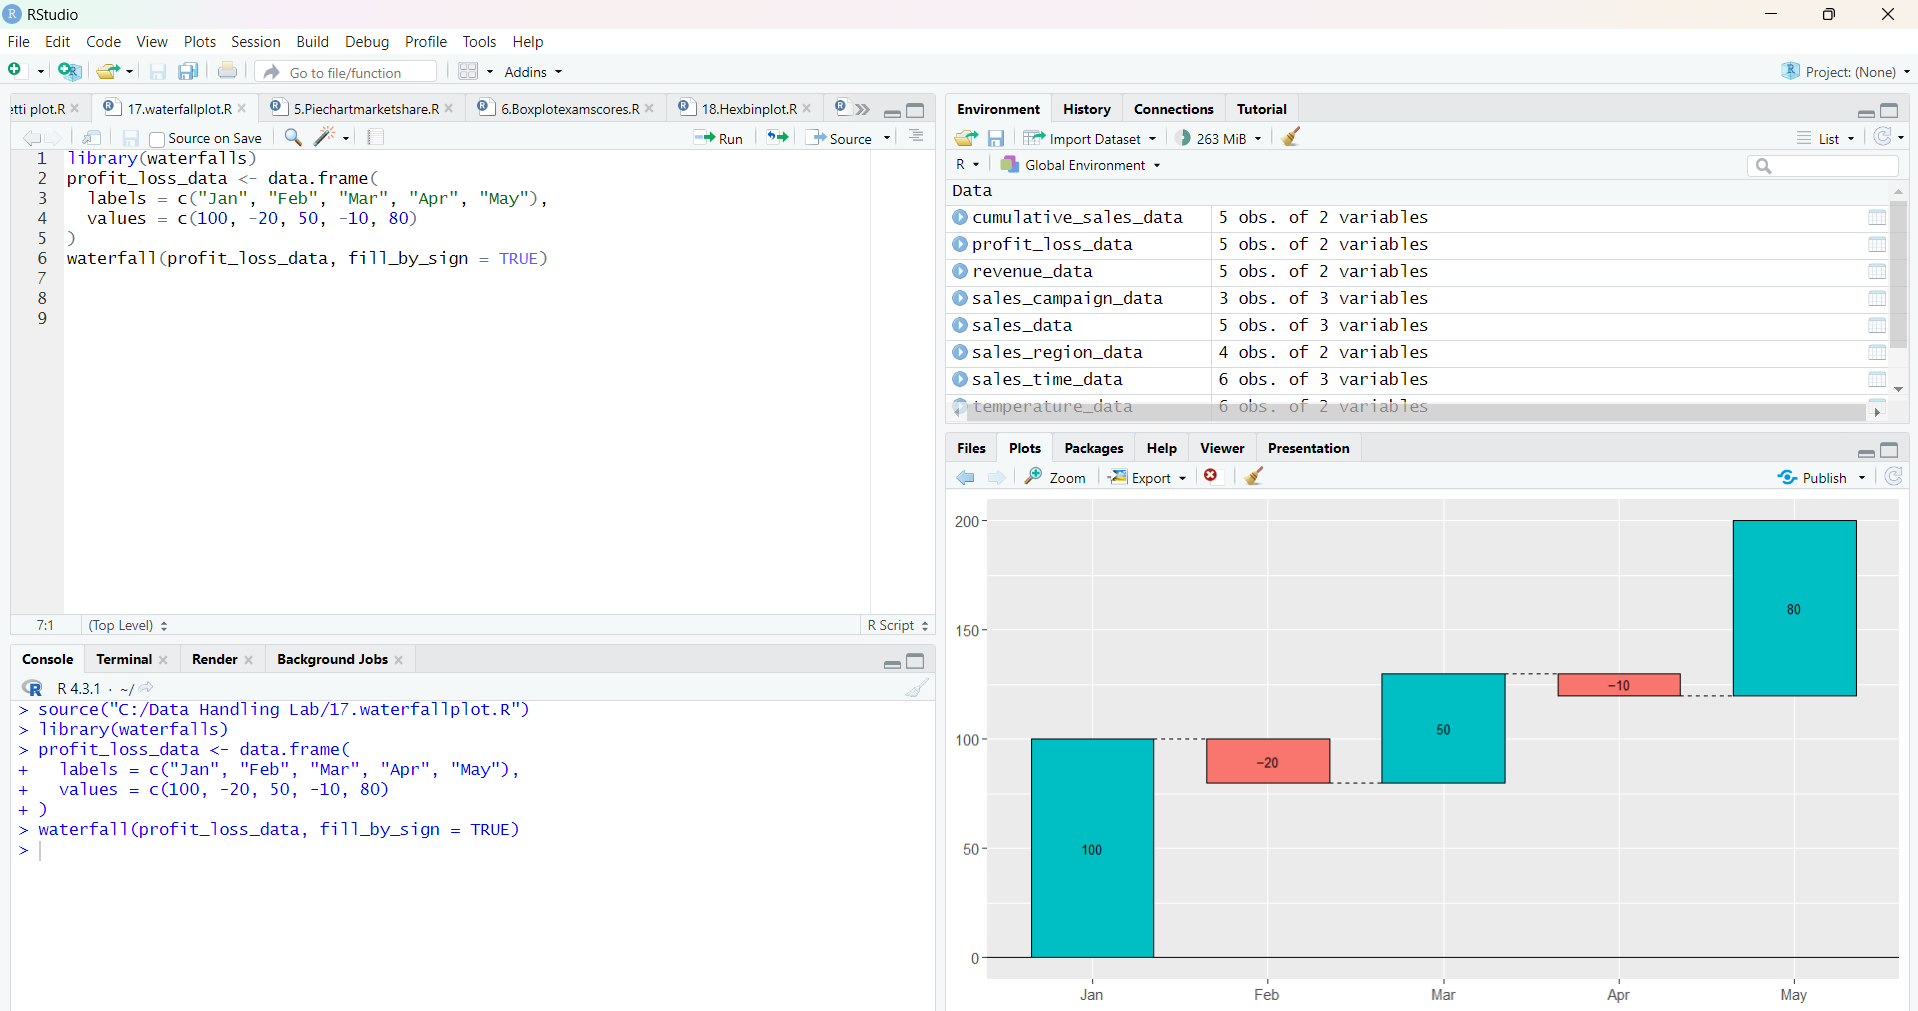 RStudio
File Edit Code View Plots Session Build Debug Profile Tools Help
Go to file/function Addins Project: (None)
etti plot.R 17.waterfallplot.R 5.Piechartmarketshare.R 6.Boxplotexamscores.R 18.Hexbinplot.R
Source on Save Run Source
1 library(waterfalls)
2 profit_loss_data <- data.frame(
3 labels = c("Jan", "Feb", "Mar", "Apr", "May"),
4 values = c(100, -20, 50, -10, 80)
5 )
6 waterfall(profit_loss_data, fill_by_sign = TRUE)
7
8
9
7:1 (Top Level) R Script
Console Terminal Render Background Jobs
R 4.3.1 · ~/
> source("C:/Data Handling Lab/17.waterfallplot.R")
> library(waterfalls)
> profit_loss_data <- data.frame(
+ labels = c("Jan", "Feb", "Mar", "Apr", "May"),
+ values = c(100, -20, 50, -10, 80)
+ )
> waterfall(profit_loss_data, fill_by_sign = TRUE)
>
Environment History Connections Tutorial
Import Dataset 263 MiB List
R Global Environment
Data
cumulative_sales_data 5 obs. of 2 variables
profit_loss_data 5 obs. of 2 variables
revenue_data 5 obs. of 2 variables
sales_campaign_data 3 obs. of 3 variables
sales_data 5 obs. of 3 variables
sales_region_data 4 obs. of 2 variables
sales_time_data 6 obs. of 3 variables
temperature_data 6 obs. of 2 variables
Files Plots Packages Help Viewer Presentation
Zoom Export Publish
200
150
100
50
0
100
-20
50
-10
80
Jan Feb Mar Apr May